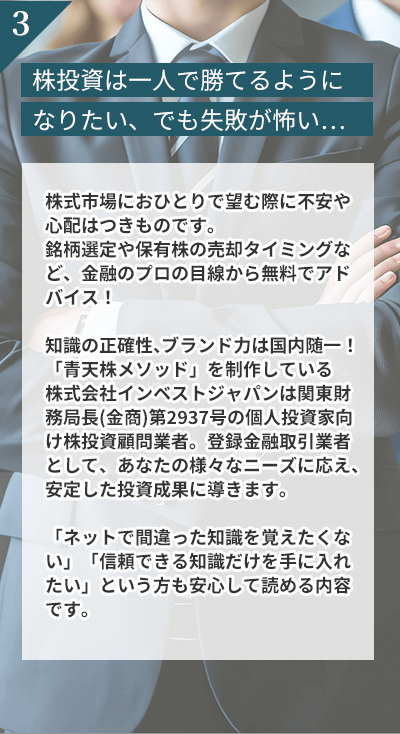 3
株投資は一人で勝てるように
なりたい、でも失敗が怖い…
株式市場におひとりで望む際に不安や
心配はつきものです。
銘柄選定や保有株の売却タイミングな
ど、金融のプロの目線から無料でアド
バイス！
知識の正確性、ブランド力は国内随一！
「青天株メソッド」を制作している
株式会社インベストジャパンは関東財
務局長(金商)第2937号の個人投資家向
け株投資顧問業者。登録金融取引業者
として、あなたの様々なニーズに応え、
安定した投資成果に導きます。
「ネットで間違った知識を覚えたくな
い」「信頼できる知識だけを手に入れ
たい」という方も安心して読める内容
です。